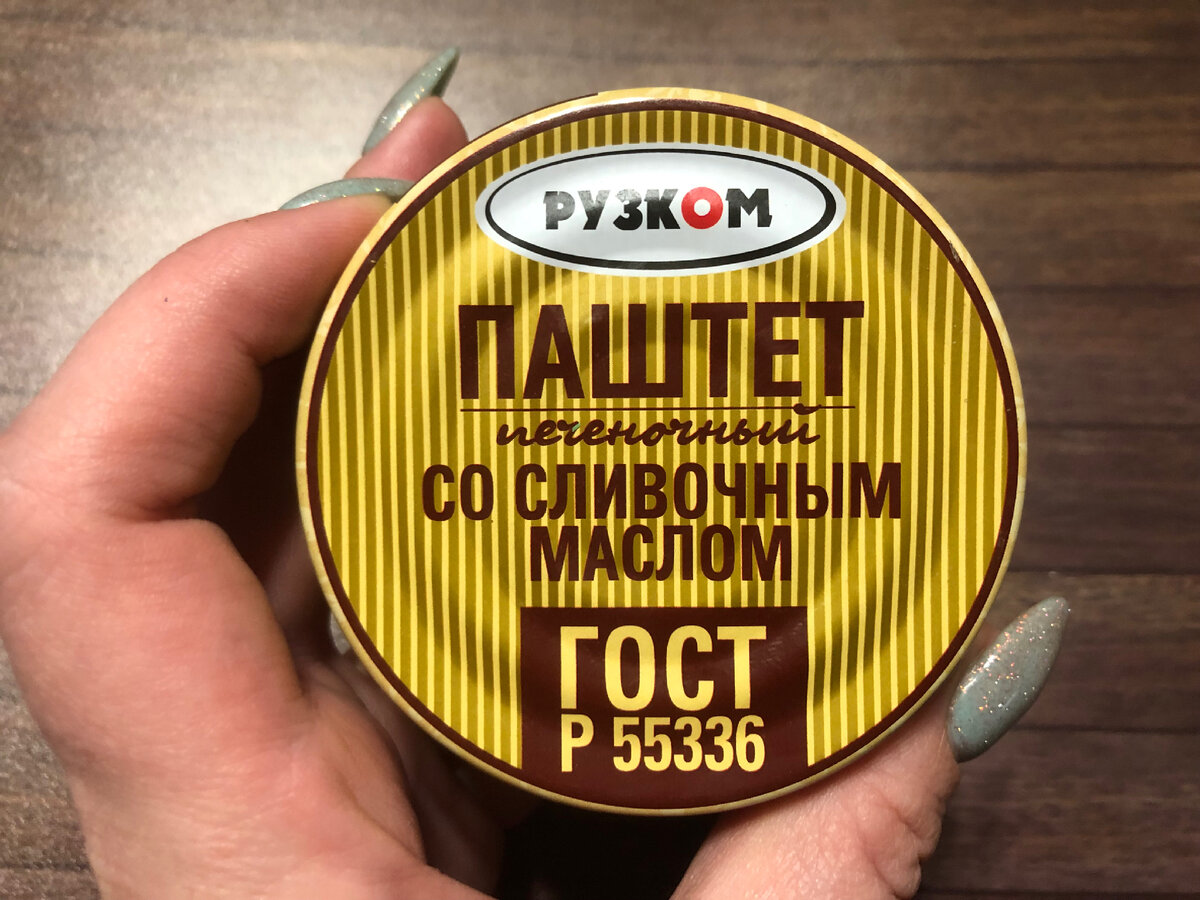 РУЗКОМ
ПАШТЕТ
печеночный
СО СЛИВОЧНЫМ
МАСЛОМ
ГОСТ
Р 55336